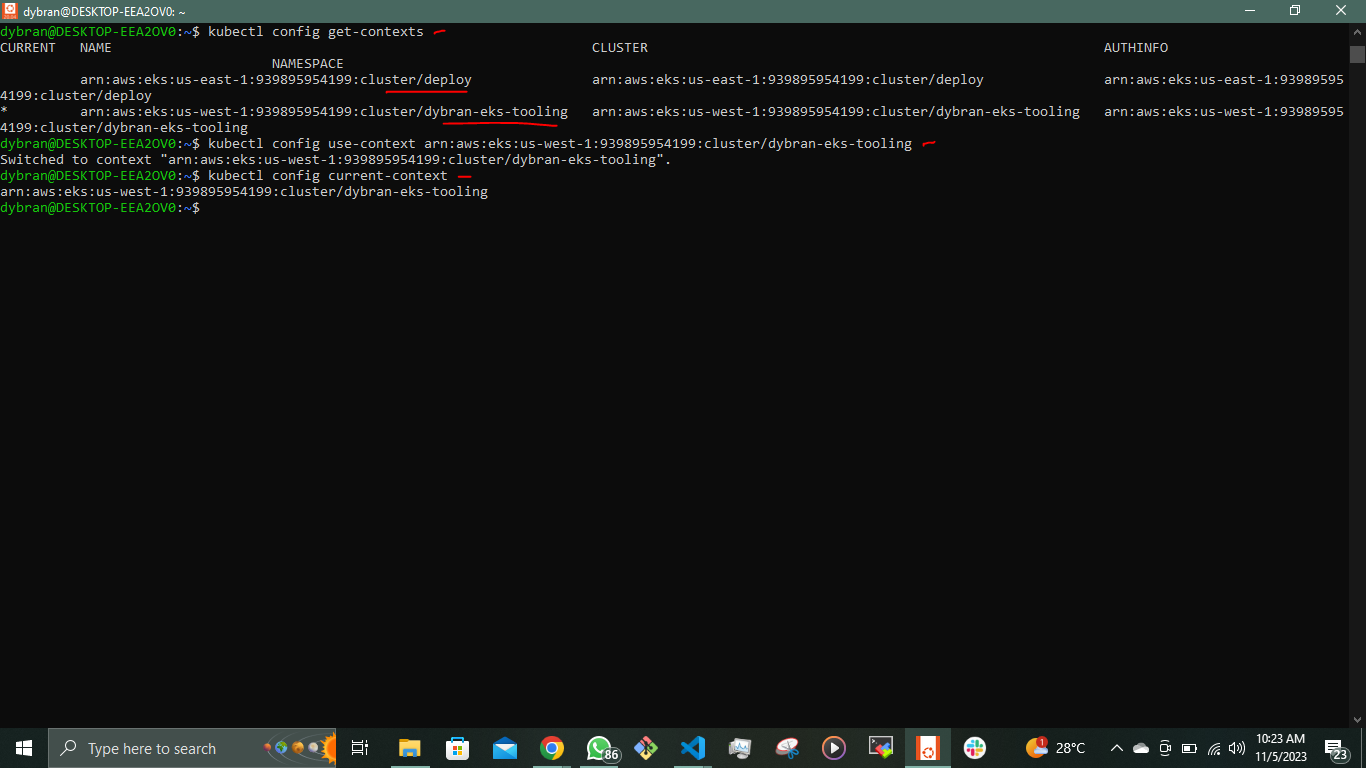 dybran@DESKTOP-EEA2OV0: ~
dybran@DESKTOP-EEA2OV0:~$ kubectl config get-contexts
CURRENT   NAME                                                            CLUSTER                                                         AUTHINFO
NAMESPACE
arn:aws:eks:us-east-1:939895954199:cluster/deploy               arn:aws:eks:us-east-1:939895954199:cluster/deploy               arn:aws:eks:us-east-1:93989595
4199:cluster/deploy
*         arn:aws:eks:us-west-1:939895954199:cluster/dybran-eks-tooling   arn:aws:eks:us-west-1:939895954199:cluster/dybran-eks-tooling   arn:aws:eks:us-west-1:93989595
4199:cluster/dybran-eks-tooling
dybran@DESKTOP-EEA2OV0:~$ kubectl config use-context arn:aws:eks:us-west-1:939895954199:cluster/dybran-eks-tooling
Switched to context "arn:aws:eks:us-west-1:939895954199:cluster/dybran-eks-tooling".
dybran@DESKTOP-EEA2OV0:~$ kubectl config current-context
arn:aws:eks:us-west-1:939895954199:cluster/dybran-eks-tooling
dybran@DESKTOP-EEA2OV0:~$
Type here to search
86
1
28°C
10:23 AM
11/5/2023
23